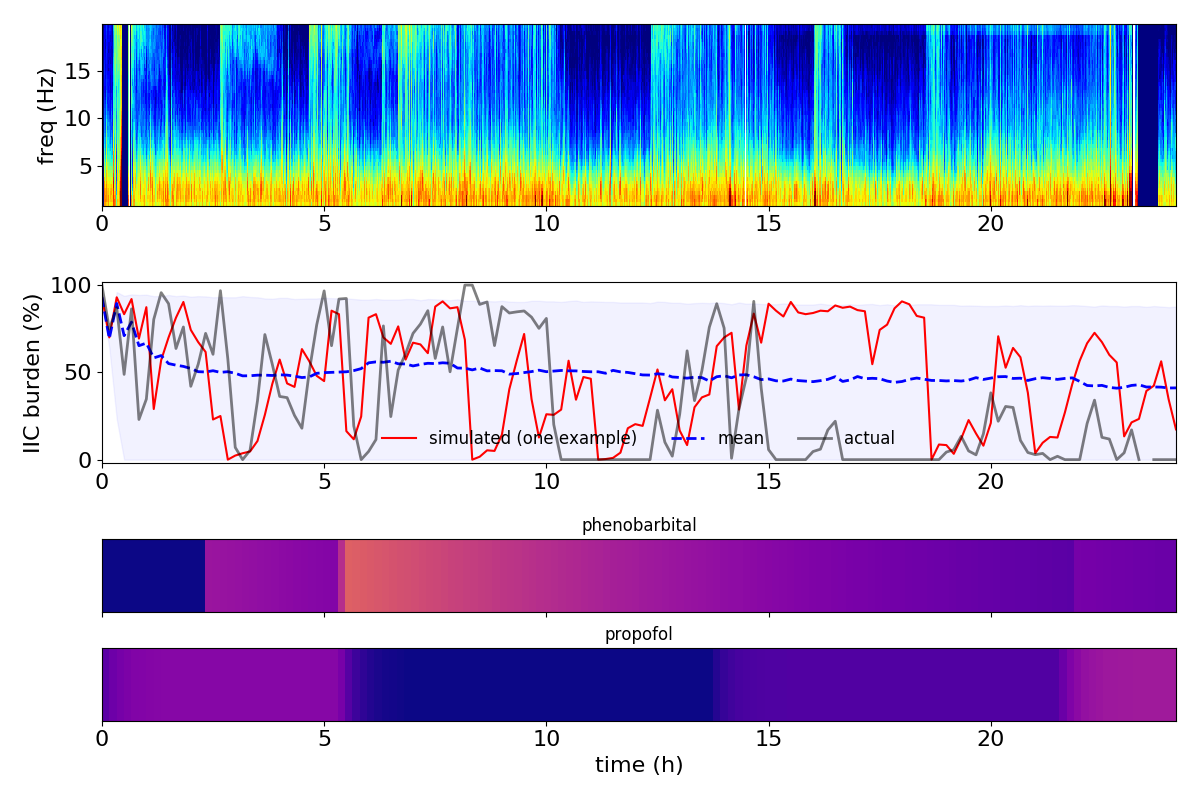 freq (Hz)
15
10
5
0 5 10 15 20
IIC burden (%)
100
50
0
simulated (one example) mean actual
0 5 10 15 20
phenobarbital
propofol
0 5 10 15 20
time (h)